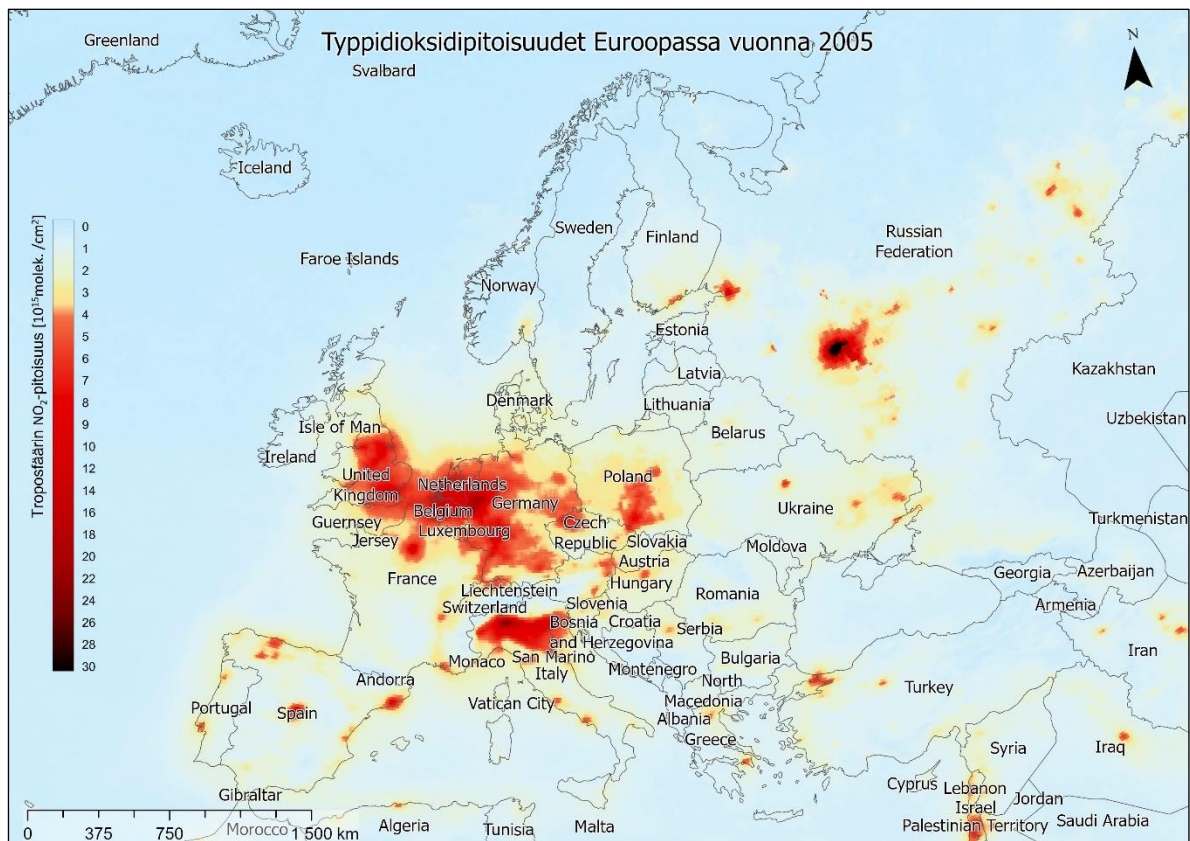 Typpidioksidipitoisuudet Euroopassa vuonna 2005
N
Greenland
Svalbard
Iceland
Faroe Islands
Sweden
Finland
Russian
Federation
Norway
Estonia
Latvia
Lithuania
Denmark
Belarus
Kazakhstan
Uzbekistan
Turkmenistan
Isle of Man
Ireland
United
Kingdom
Netherlands
Belgium
Luxembourg
Germany
Poland
Ukraine
Guernsey
Jersey
Czech
Republic
Slovakia
Austria
Hungary
Moldova
France
Liechtenstein
Switzerland
Slovenia
Croatia
Romania
Georgia
Azerbaijan
Armenia
Bosnia
and Herzegovina
Serbia
Monaco
San Marino
Italy
Montenegro
Bulgaria
North
Macedonia
Albania
Greece
Turkey
Iran
Andorra
Vatican City
Portugal
Spain
Gibraltar
Morocco
Algeria
Tunisia
Malta
Cyprus
Syria
Iraq
Lebanon
Israel
Jordan
Palestinian Territory
Saudi Arabia
Troposfäärin NO₂-pitoisuus [10¹⁵molek./cm²]
0
1
2
3
4
5
6
7
8
9
10
12
14
16
18
20
22
24
26
28
30
0 375 750 1 500 km